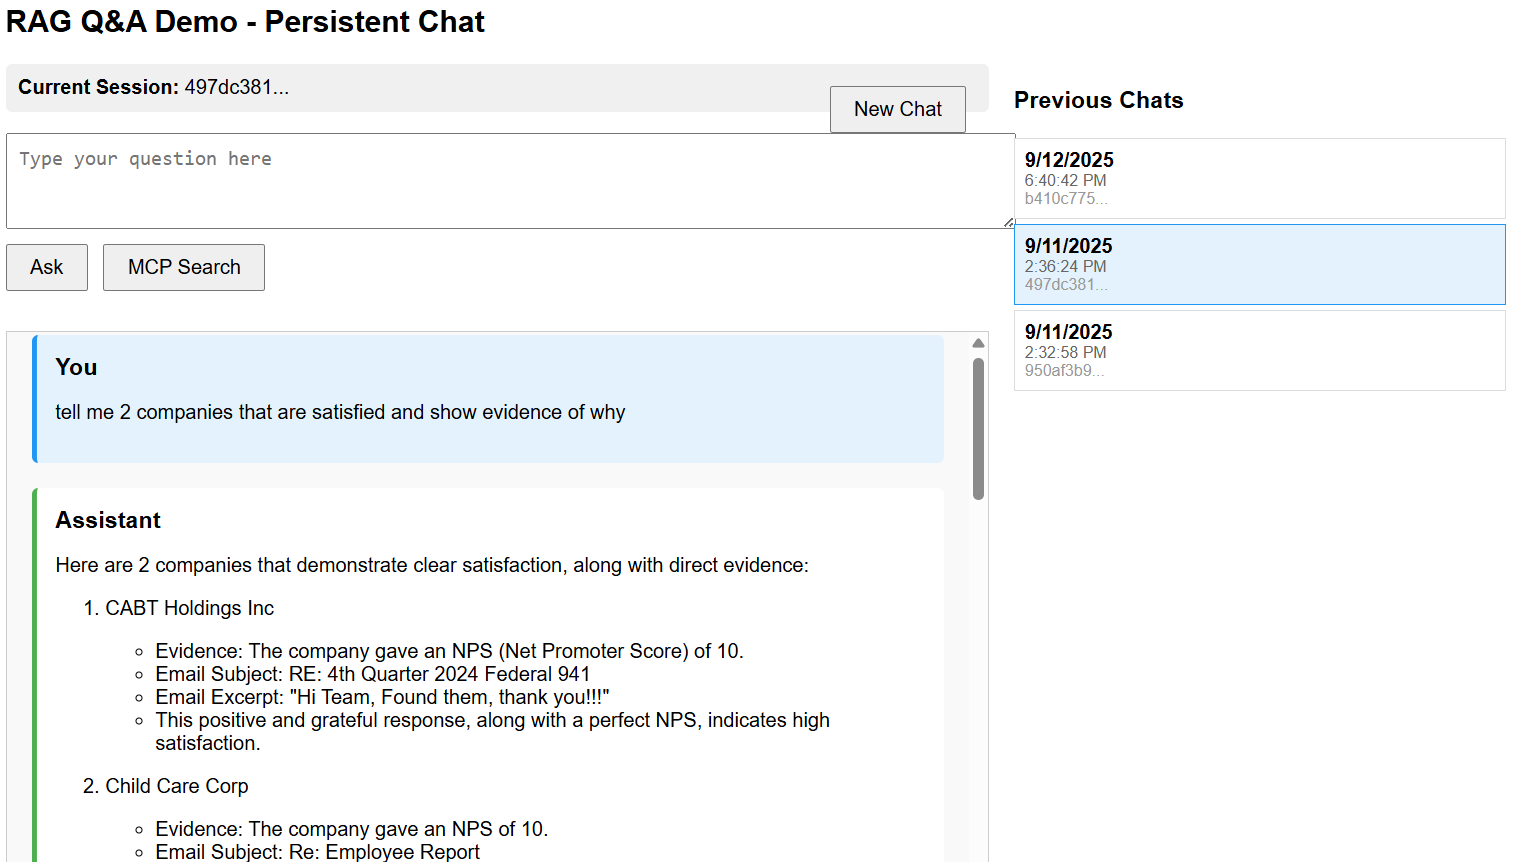 RAG Q&A Demo - Persistent Chat
Current Session: 497dc381...
New Chat
Type your question here
Ask
MCP Search
You
tell me 2 companies that are satisfied and show evidence of why
Assistant
Here are 2 companies that demonstrate clear satisfaction, along with direct evidence:
1. CABT Holdings Inc
Evidence: The company gave an NPS (Net Promoter Score) of 10.
Email Subject: RE: 4th Quarter 2024 Federal 941
Email Excerpt: "Hi Team, Found them, thank you!!!"
This positive and grateful response, along with a perfect NPS, indicates high
satisfaction.
2. Child Care Corp
Evidence: The company gave an NPS of 10.
Email Subject: Re: Employee Report
Previous Chats
9/12/2025
6:40:42 PM
b410c775...
9/11/2025
2:36:24 PM
497dc381...
9/11/2025
2:32:58 PM
950af3b9...